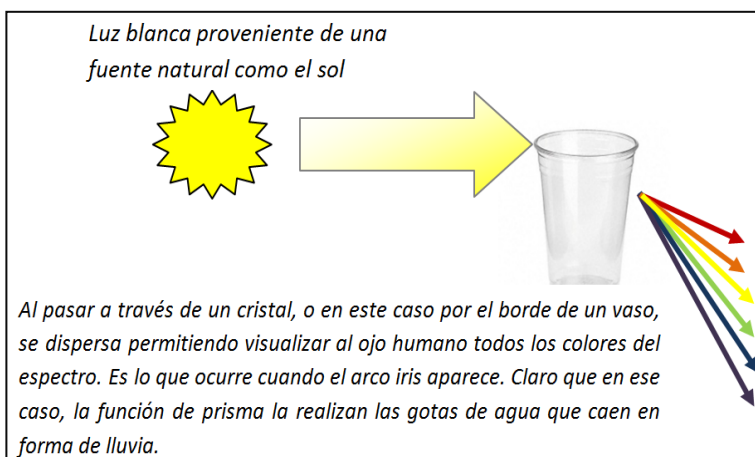 Luz blanca proveniente de una
fuente natural como el sol
Al pasar a través de un cristal, o en este caso por el borde de un vaso,
se dispersa permitiendo visualizar al ojo humano todos los colores del
espectro. Es lo que ocurre cuando el arco iris aparece. Claro que en ese
caso, la función de prisma la realizan las gotas de agua que caen en
forma de lluvia.